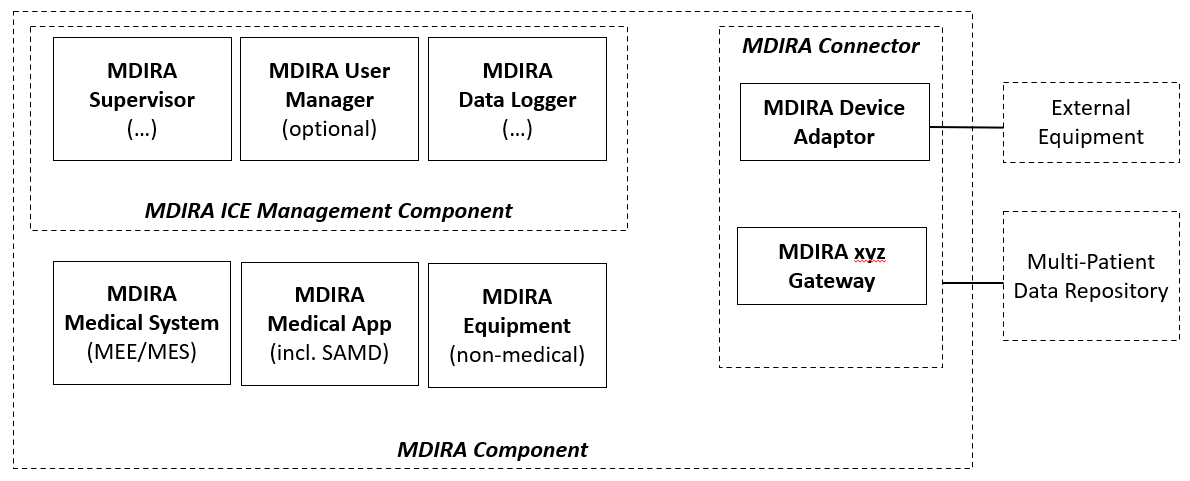 MDIRA
Supervisor
(...)
MDIRA User
Manager
(optional)
MDIRA
Data Logger
(...)
MDIRA ICE Management Component
MDIRA
Medical System
(MEE/MES)
MDIRA
Medical App
(incl. SAMD)
MDIRA
Equipment
(non-medical)
MDIRA Connector
MDIRA Device
Adaptor
MDIRA xyz
Gateway
External
Equipment
Multi-Patient
Data Repository
MDIRA Component